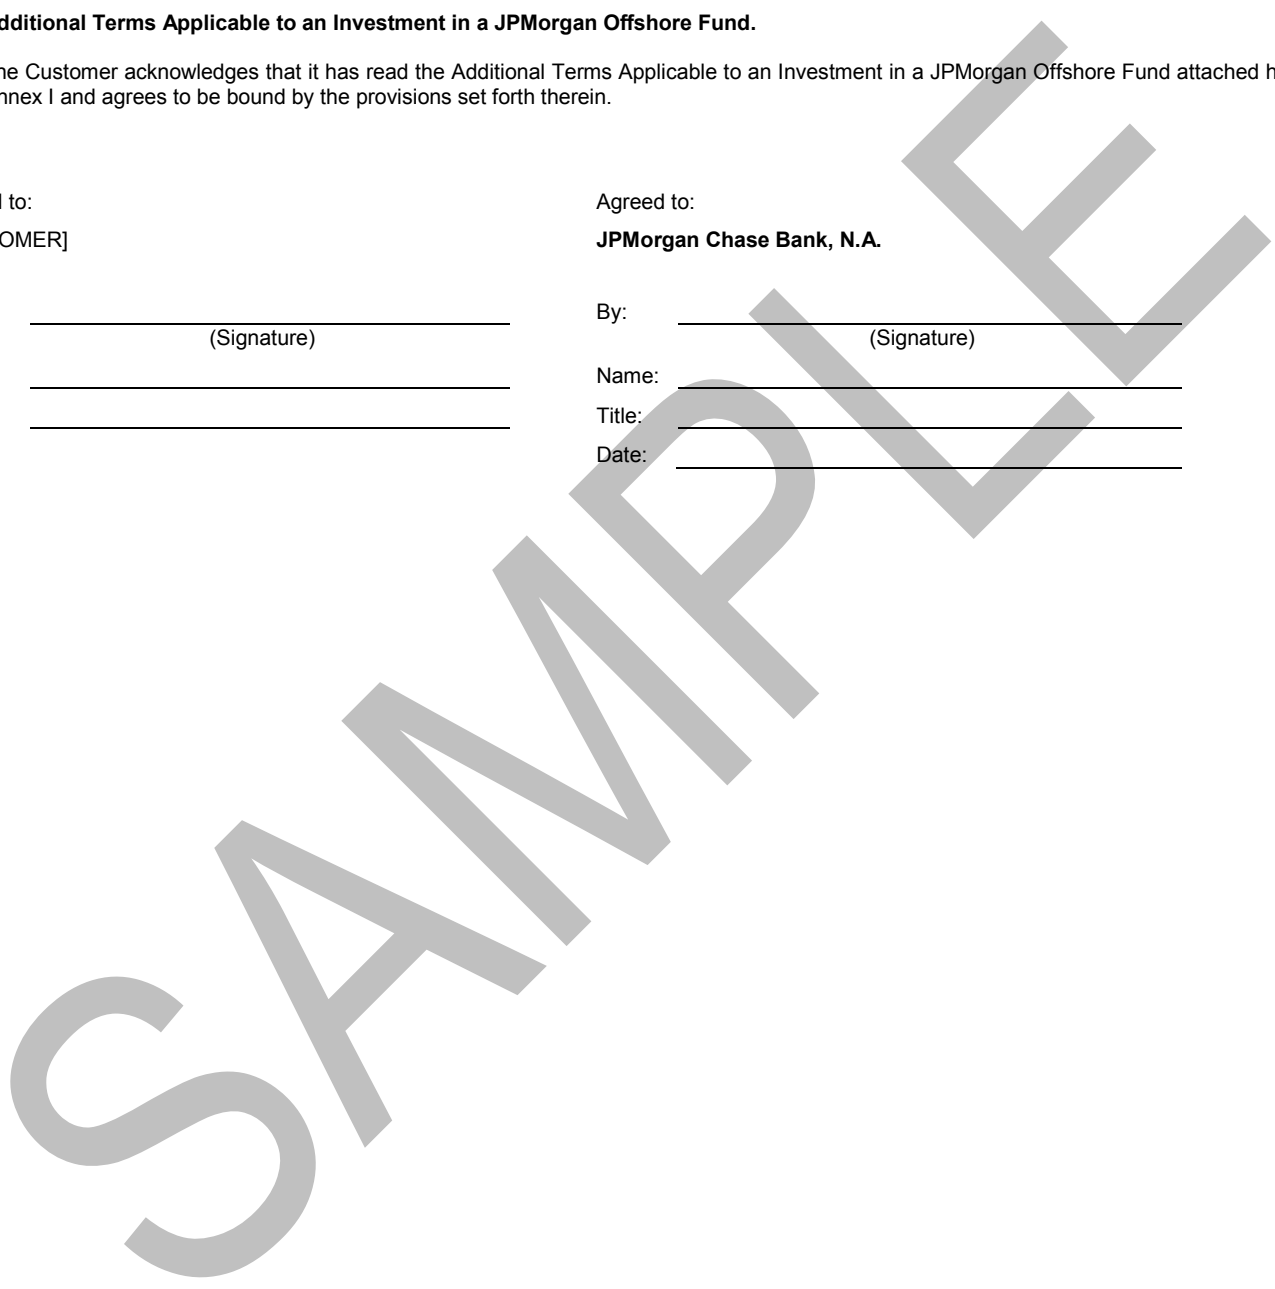 dditional Terms Applicable to an Investment in a JPMorgan Offshore Fund.
he Customer acknowledges that it has read the Additional Terms Applicable to an Investment in a JPMorgan Offshore Fund attached h
nnex I and agrees to be bound by the provisions set forth therein.
to:
OMER]
(Signature)
Agreed to:
JPMorgan Chase Bank, N.A.
By:
(Signature)
Name:
Title:
Date:
SAMPLE